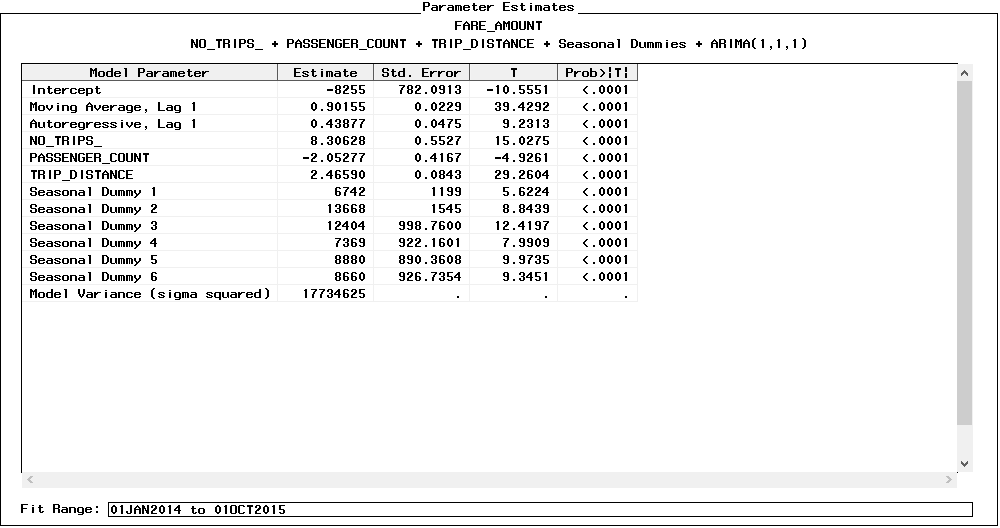 Parameter Estimates
FARE_AMOUNT
NO_TRIPS_ + PASSENGER_COUNT + TRIP_DISTANCE + Seasonal Dummies + ARIMA(1,1,1)
Model Parameter Estimate Std. Error T Prob>|T|
Intercept -8255 782.0913 -10.5551 <.0001
Moving Average, Lag 1 0.90155 0.0229 39.4292 <.0001
Autoregressive, Lag 1 0.43877 0.0475 9.2313 <.0001
NO_TRIPS_ 8.30628 0.5527 15.0275 <.0001
PASSENGER_COUNT -2.05277 0.4167 -4.9261 <.0001
TRIP_DISTANCE 2.46590 0.0843 29.2604 <.0001
Seasonal Dummy 1 6742 1199 5.6224 <.0001
Seasonal Dummy 2 13668 1545 8.8439 <.0001
Seasonal Dummy 3 12404 998.7600 12.4197 <.0001
Seasonal Dummy 4 7369 922.1601 7.9909 <.0001
Seasonal Dummy 5 8880 890.3608 9.9735 <.0001
Seasonal Dummy 6 8660 926.7354 9.3451 <.0001
Model Variance (sigma squared) 17734625 . . .
Fit Range: 01JAN2014 to 01OCT2015